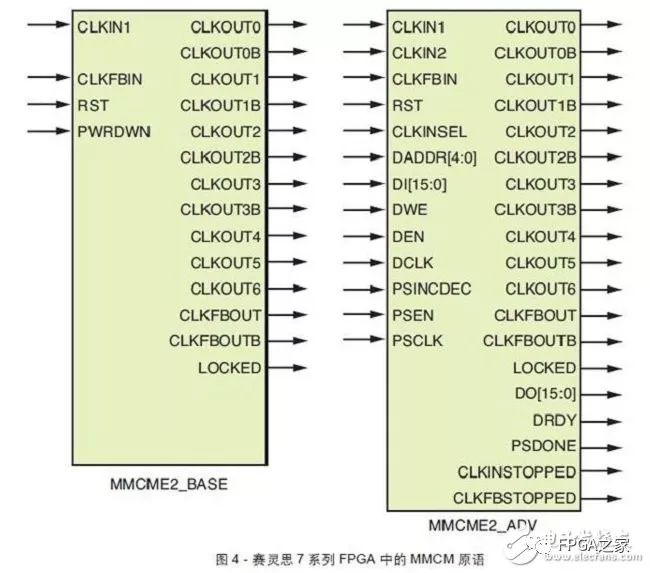 CLKIN1
CLKFBIN
RST
PWRDWN
CLKOUT0
CLKOUT0B
CLKOUT1
CLKOUT1B
CLKOUT2
CLKOUT2B
CLKOUT3
CLKOUT3B
CLKOUT4
CLKOUT5
CLKOUT6
CLKFBOUT
CLKFBOUTB
LOCKED
MMCME2_BASE
CLKIN1
CLKIN2
CLKFBIN
RST
CLKINSEL
DADDR[4:0]
DI[15:0]
DWE
DEN
DCLK
PSINCDEC
PSEN
PSCLK
CLKOUT0
CLKOUT0B
CLKOUT1
CLKOUT1B
CLKOUT2
CLKOUT2B
CLKOUT3
CLKOUT3B
CLKOUT4
CLKOUT5
CLKOUT6
CLKFBOUT
CLKFBOUTB
LOCKED
DO[15:0]
DRDY
PSDONE
CLKINSTOPPED
CLKFBSTOPPED
MMCME2_ADV
图 4 - 赛灵思 7 系列 FPGA 中的 MMCM 原语
FPGA之家
www.elecfans.com